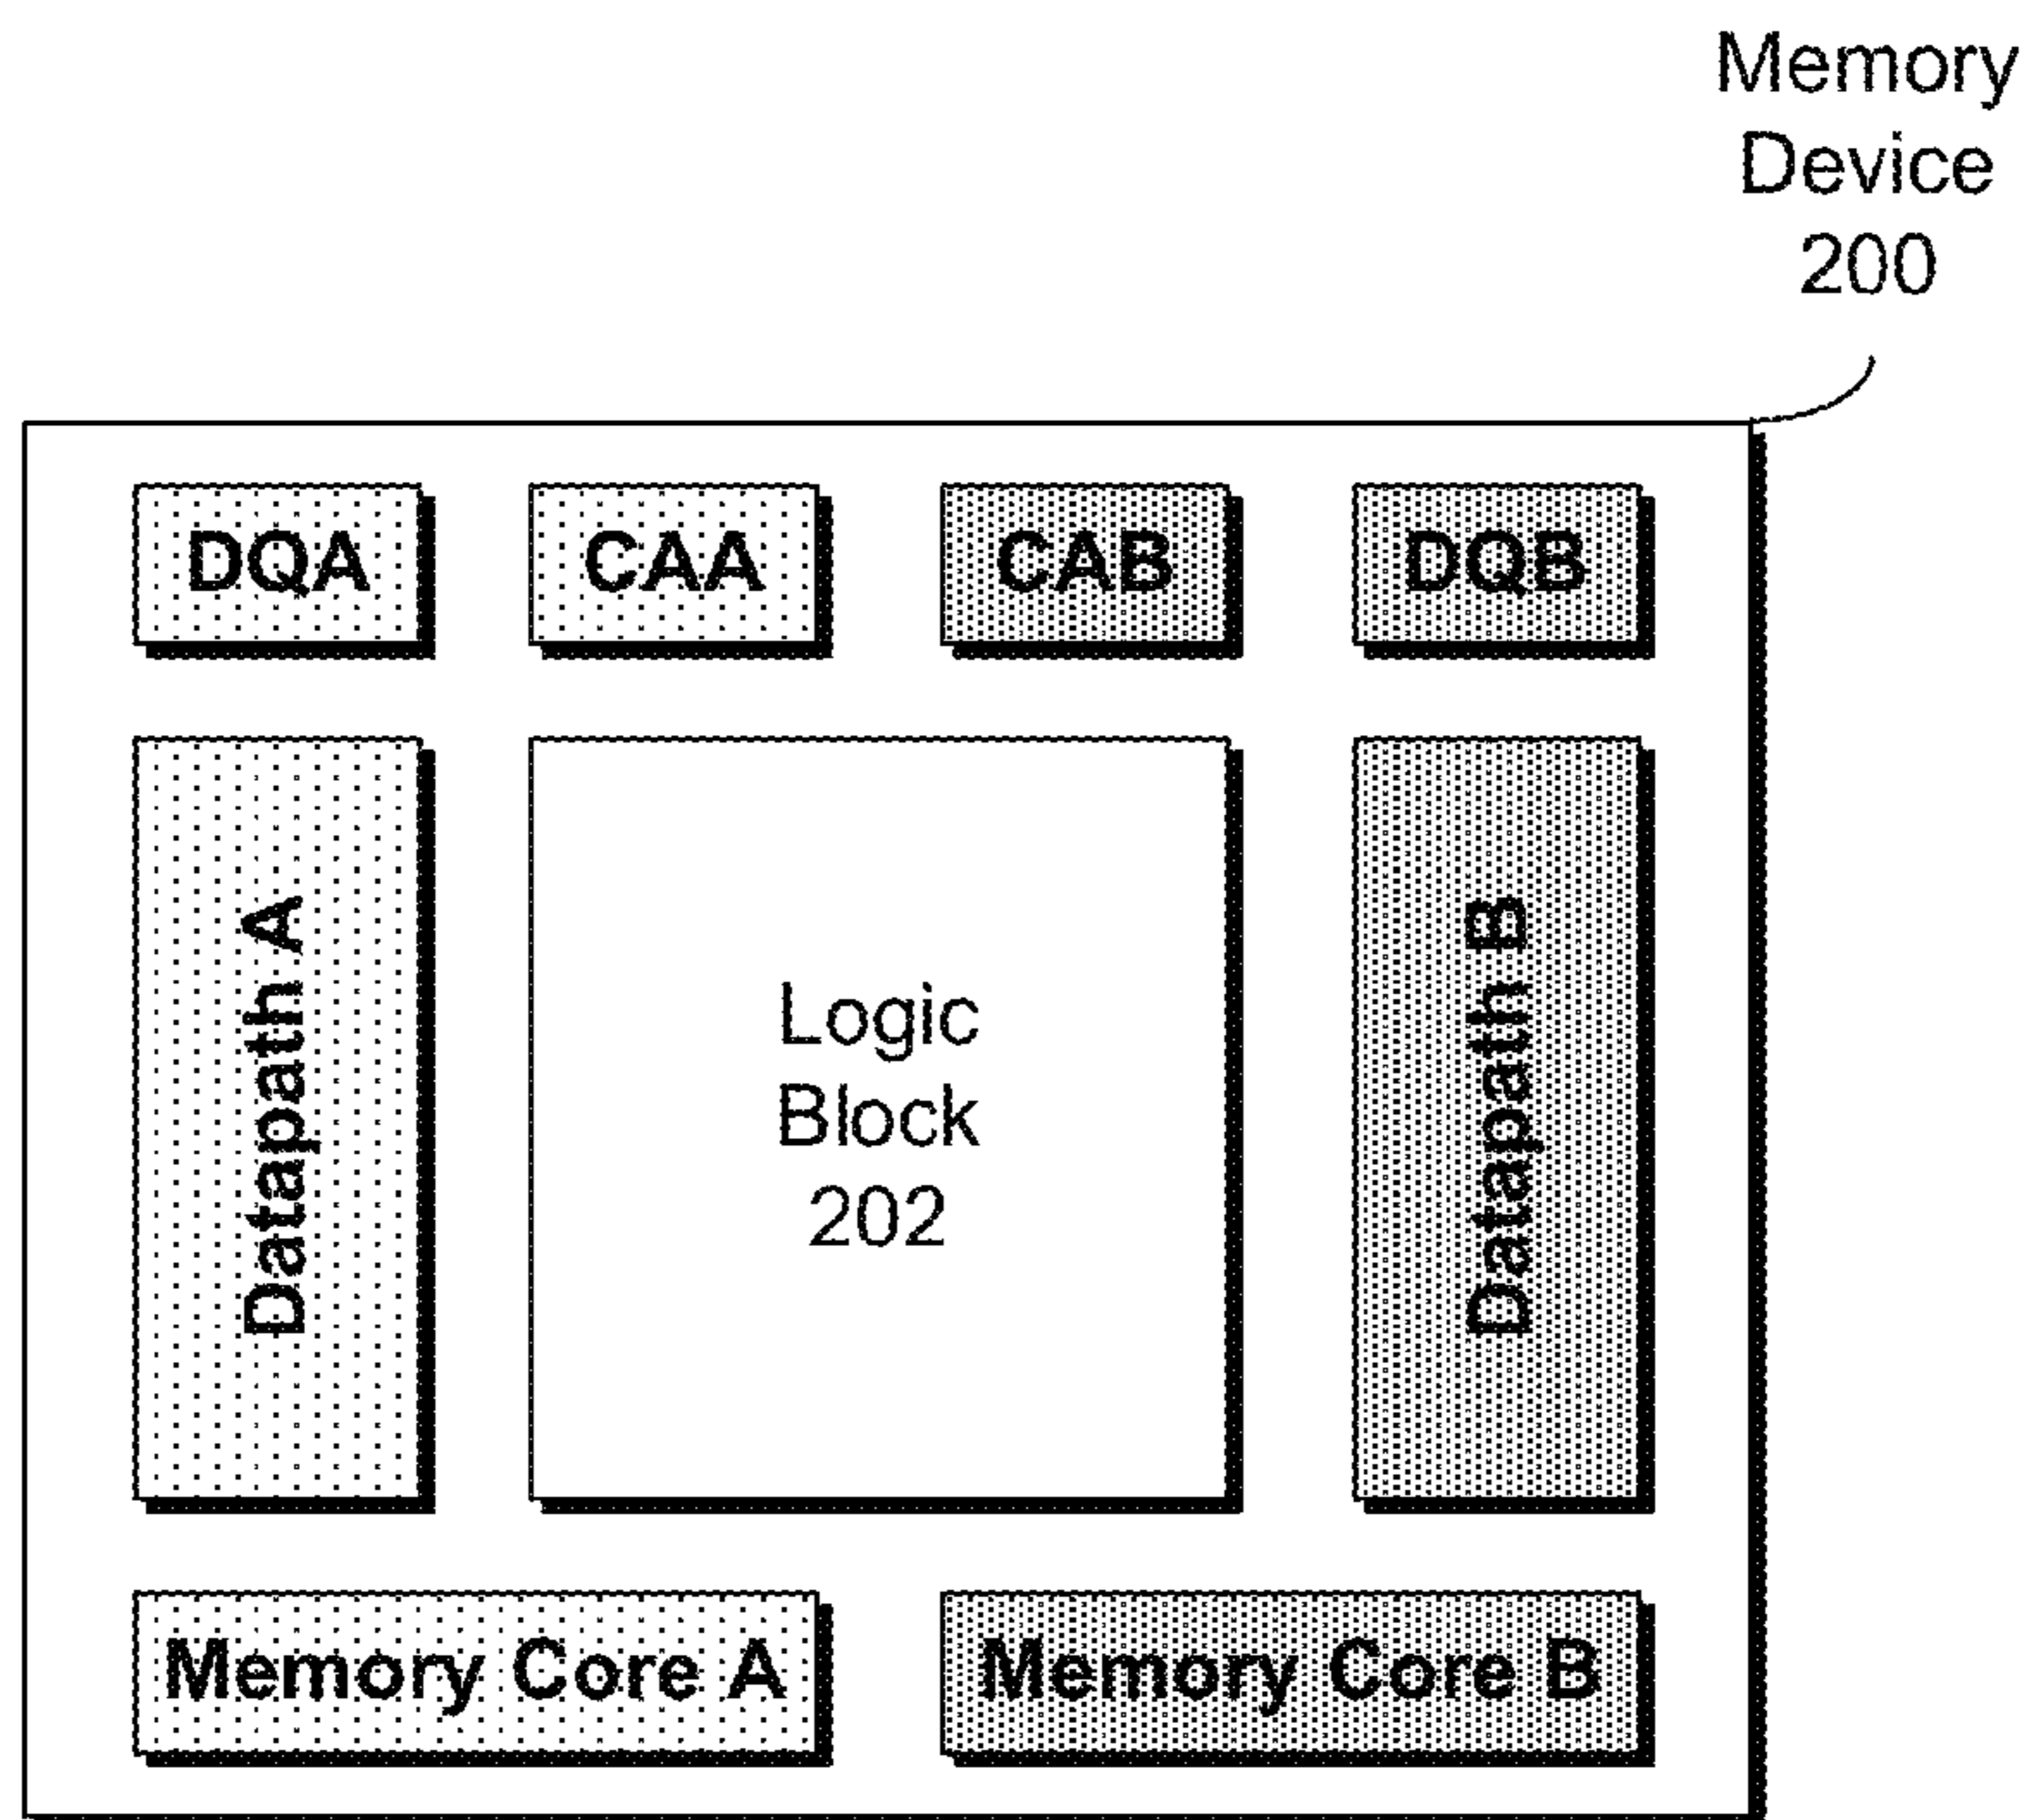 Memory
Device
200
DQA
CAA
CAB
DQB
Datapath A
Logic
Block
202
Datapath B
Memory Core A
Memory Core B